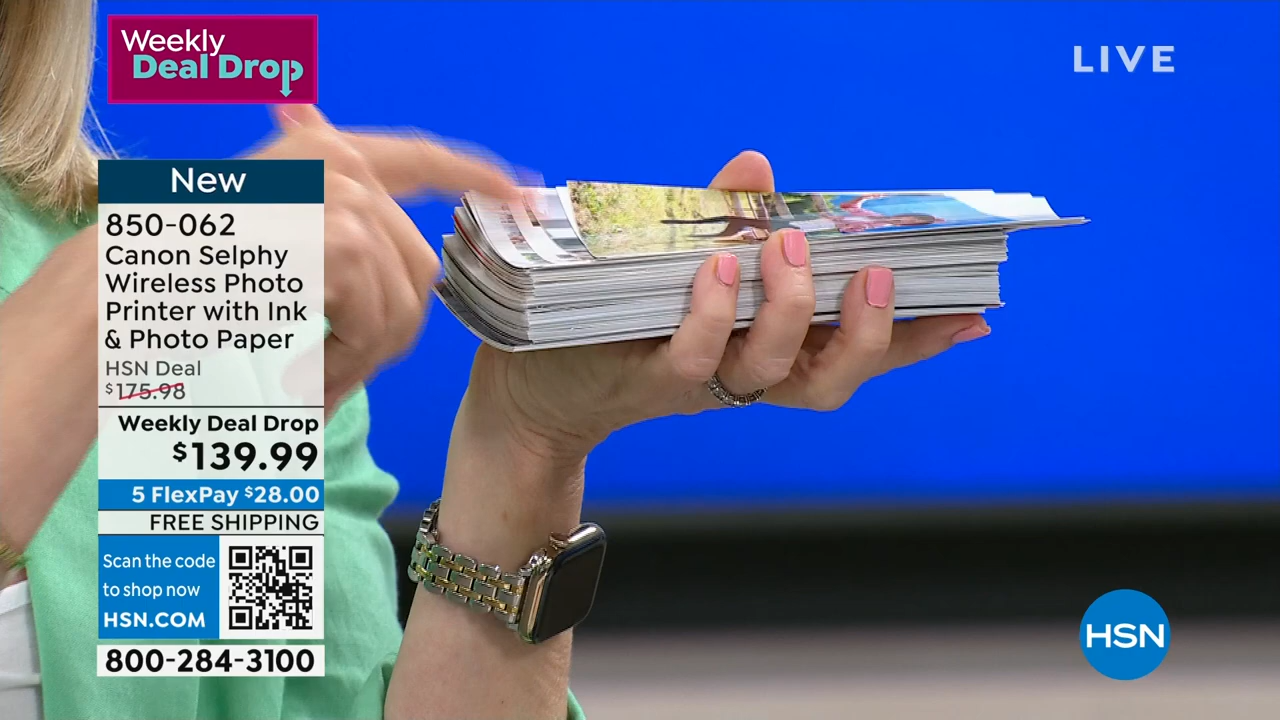 Weekly
Deal Drop
LIVE
New
850-062
Canon Selphy
Wireless Photo
Printer with Ink
& Photo Paper
HSN Deal
$175.98
Weekly Deal Drop
$139.99
5 FlexPay $28.00
FREE SHIPPING
Scan the code
to shop now
HSN.COM
800-284-3100
HSN